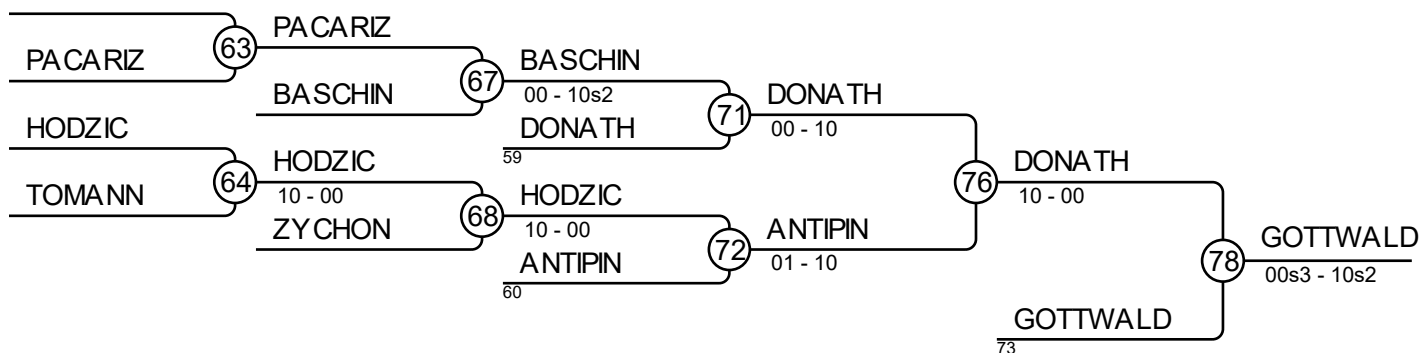 PACARIZ
63
PACARIZ
BASCHIN
67
BASCHIN
00 - 10s2
DONATH
59
71
DONATH
00 - 10
HODZIC
TOMANN
64
HODZIC
10 - 00
ZYCHON
68
HODZIC
10 - 00
ANTIPIN
60
72
ANTIPIN
01 - 10
76
DONATH
10 - 00
GOTTWALD
73
78
GOTTWALD
00s3 - 10s2